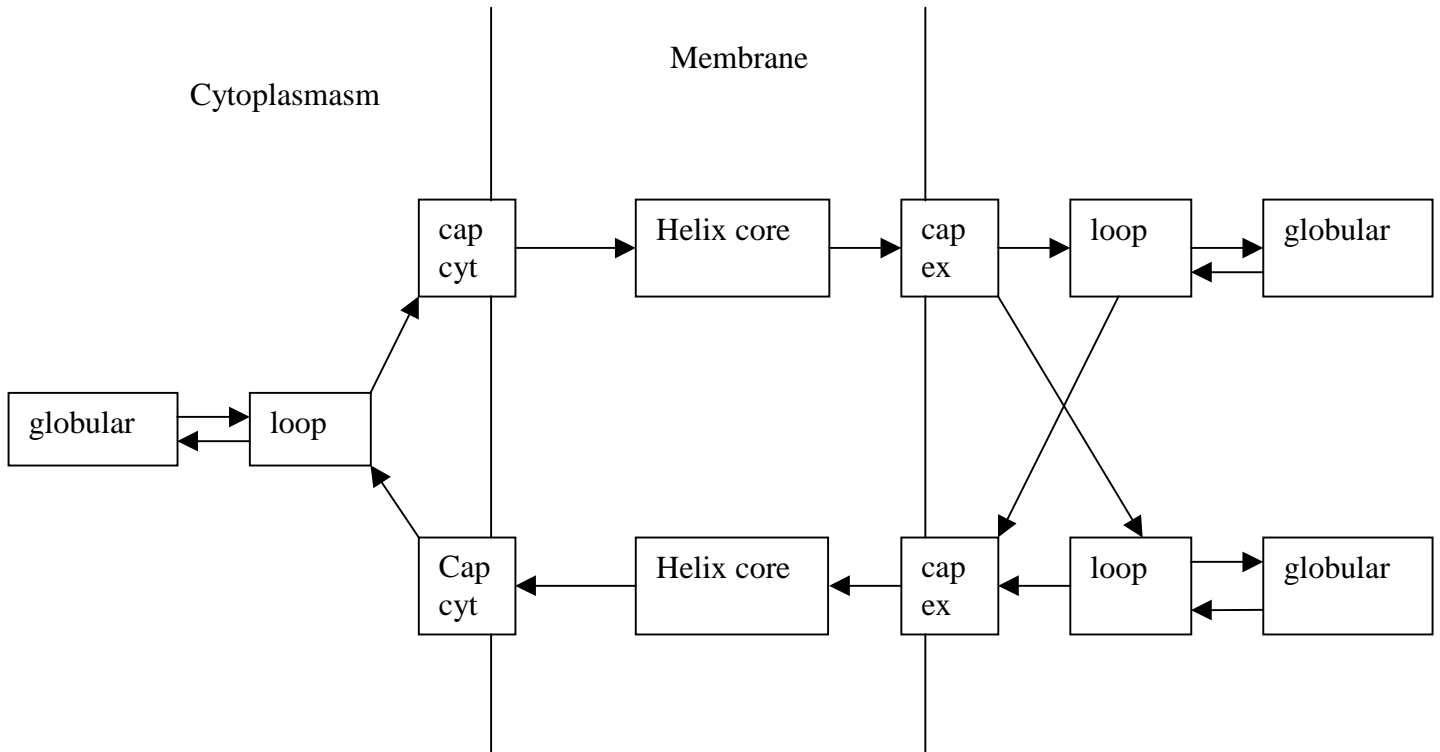 Membrane
Cytoplasmasm
cap
cyt
Helix core
cap
ex
loop
globular
globular
loop
Cap
cyt
Helix core
cap
ex
loop
globular